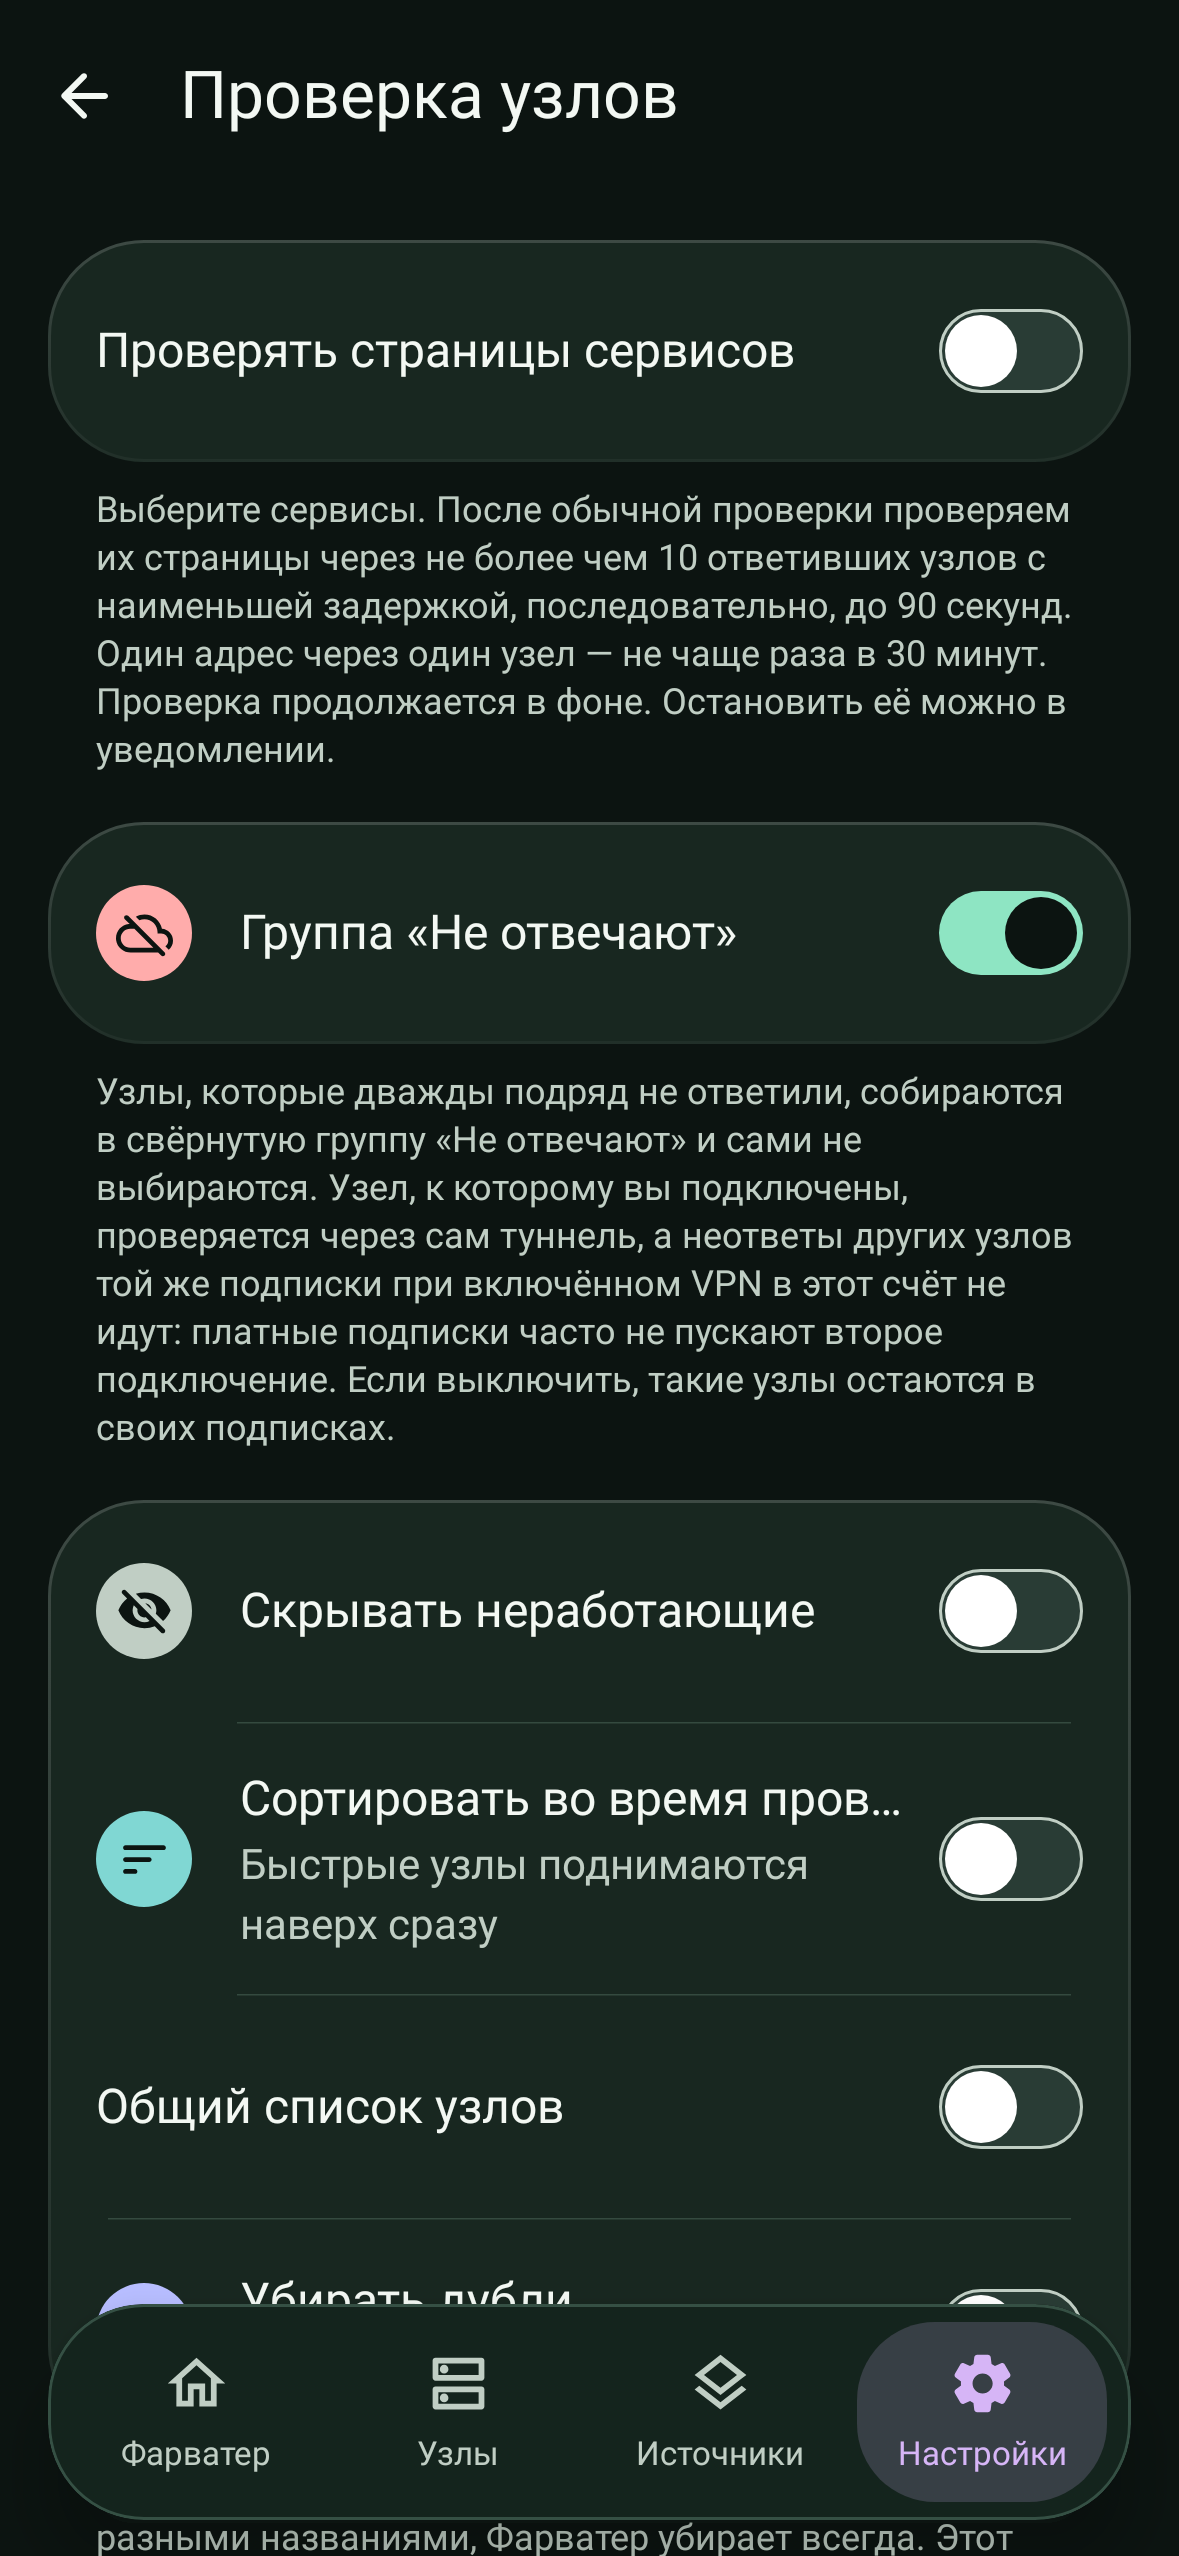 Проверка узлов
Проверять страницы сервисов
Выберите сервисы. После обычной проверки проверяем
их страницы через не более чем 10 ответивших узлов с
наименьшей задержкой, последовательно, до 90 секунд.
Один адрес через один узел — не чаще раза в 30 минут.
Проверка продолжается в фоне. Остановить её можно в
уведомлении.
Группа «Не отвечают»
Узлы, которые дважды подряд не ответили, собираются
в свёрнутую группу «Не отвечают» и сами не
выбираются. Узел, к которому вы подключены,
проверяется через сам туннель, а неответы других узлов
той же подписки при включённом VPN в этот счёт не
идут: платные подписки часто не пускают второе
подключение. Если выключить, такие узлы остаются в
своих подписках.
Скрывать неработающие
Сортировать во время пров...
Быстрые узлы поднимаются
наверх сразу
Общий список узлов
Убирать дубли
Фарватер
Узлы
Источники
Настройки
разными названиями, Фарватер убирает всегда. Этот